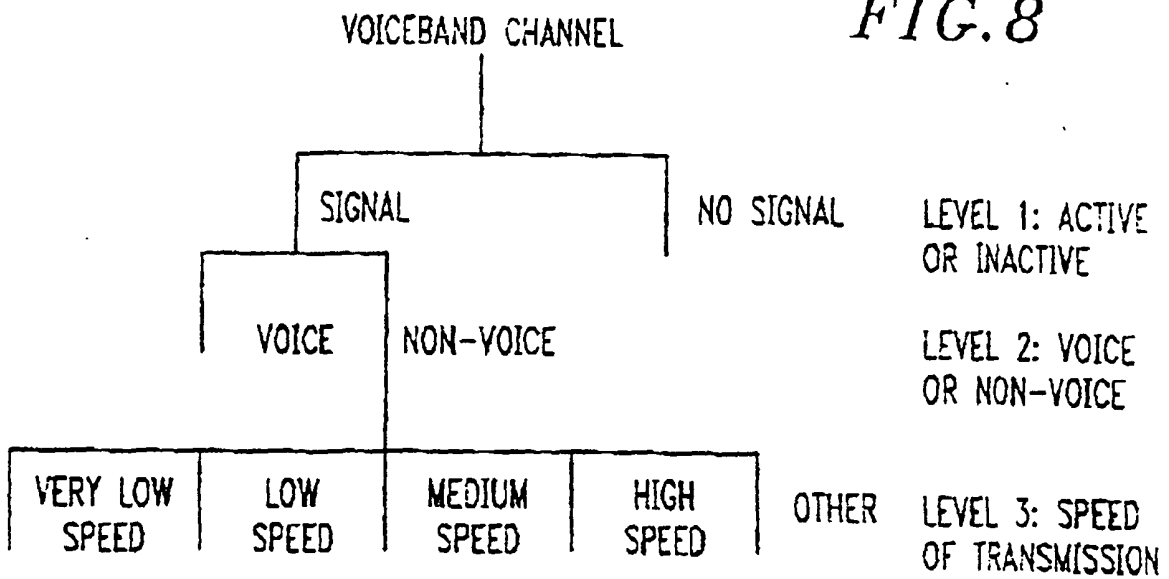 FIG. 8
VOICEBAND CHANNEL
SIGNAL
NO SIGNAL
LEVEL 1: ACTIVE
OR INACTIVE
VOICE
NON-VOICE
LEVEL 2: VOICE
OR NON-VOICE
VERY LOW
SPEED
LOW
SPEED
MEDIUM
SPEED
HIGH
SPEED
OTHER
LEVEL 3: SPEED
OF TRANSMISSION